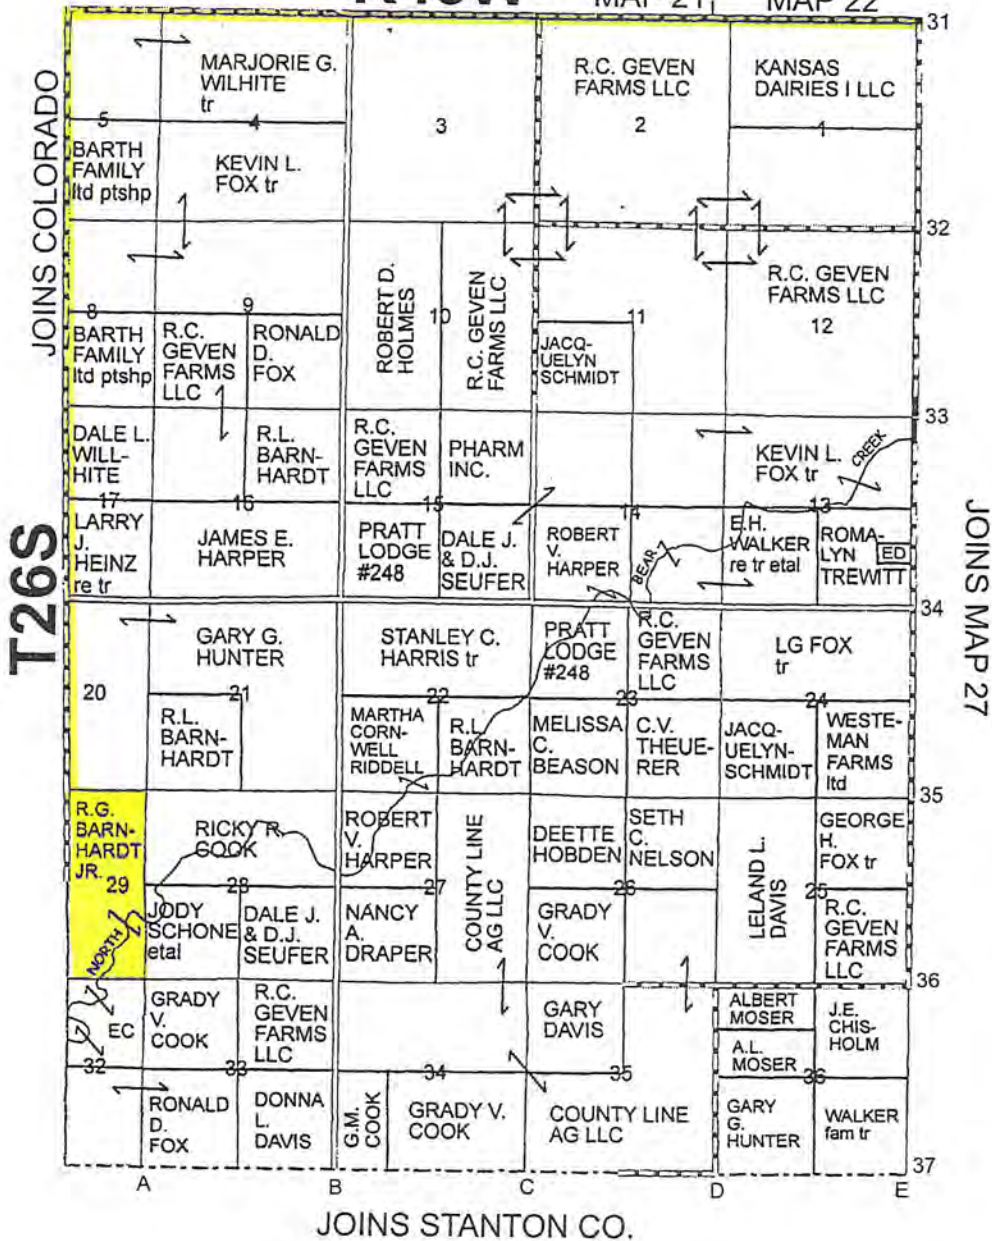 MAP 21
MAP 22
31
JOINS COLORADO
T26S
MARJORIE G.
WILHITE
tr
5
4
3
R.C. GEVEN
FARMS LLC
2
KANSAS
DAIRIES I LLC
1
BARTH
FAMILY
ltd ptshp
KEVIN L.
FOX tr
32
8
9
ROBERT D.
HOLMES
10
R.C. GEVEN
FARMS LLC
11
R.C. GEVEN
FARMS LLC
12
BARTH
FAMILY
ltd ptshp
R.C.
GEVEN
FARMS
LLC
RONALD
D.
FOX
JACQ-
UELYN
SCHMIDT
33
DALE L.
WILL-
HITE
17
R.L.
BARN-
HARDT
16
R.C.
GEVEN
FARMS
LLC
PHARM
INC.
15
14
KEVIN L.
FOX tr
CREEK
13
LARRY
J.
HEINZ
re tr
JAMES E.
HARPER
PRATT
LODGE
#248
DALE J.
& D.J.
SEUFER
ROBERT
V.
HARPER
BEAR
E.H.
WALKER
re tr etal
ROMA-
LYN
TREWITT
ED
34
JOINS MAP 27
20
GARY G.
HUNTER
21
STANLEY C.
HARRIS tr
22
PRATT
LODGE
#248
R.C.
GEVEN
FARMS
LLC
23
LG FOX
tr
24
R.L.
BARN-
HARDT
MARTHA
CORN-
WELL
RIDDELL
R.L.
BARN-
HARDT
MELISSA
C.
BEASON
C.V.
THEUE-
RER
JACQ-
UELYN-
SCHMIDT
WESTE-
MAN
FARMS
ltd
35
R.G.
BARN-
HARDT
JR.
29
RICKY R.
COOK
28
ROBERT
V.
HARPER
27
COUNTY LINE
AG LLC
DEETTE
HOBDEN
SETH
C.
NELSON
26
LELAND L.
DAVIS
25
GEORGE
H.
FOX tr
NORTH
JODY
SCHONE
etal
DALE J.
& D.J.
SEUFER
NANCY
A.
DRAPER
GRADY
V.
COOK
R.C.
GEVEN
FARMS
LLC
36
EC
32
GRADY
V.
COOK
R.C.
GEVEN
FARMS
LLC
33
34
GARY
DAVIS
35
ALBERT
MOSER
A.L.
MOSER
J.E.
CHIS-
HOLM
36
RONALD
D.
FOX
DONNA
L.
DAVIS
G.M.
COOK
GRADY V.
COOK
COUNTY LINE
AG LLC
GARY
G.
HUNTER
WALKER
fam tr
37
A
B
C
D
E
JOINS STANTON CO.